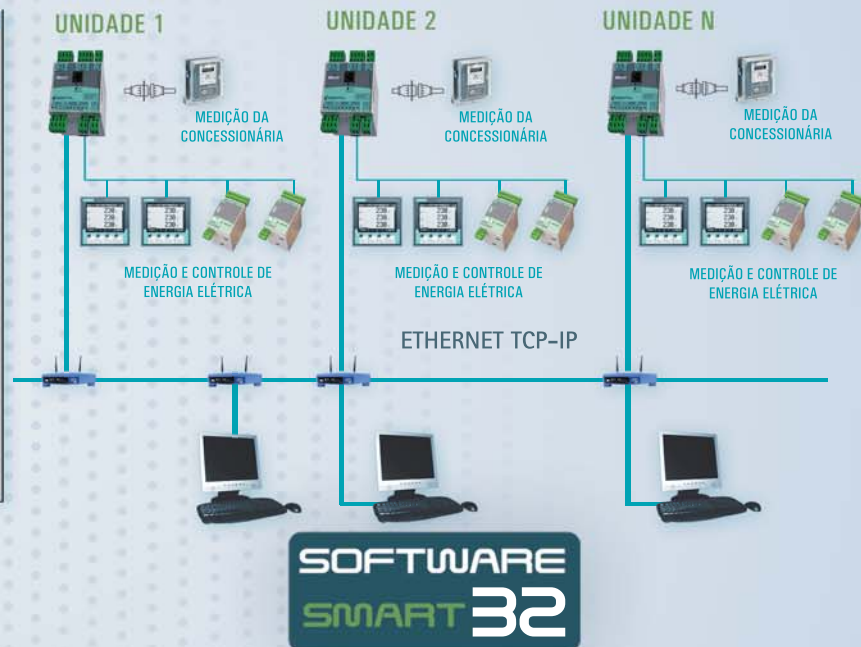 UNIDADE 1
UNIDADE 2
UNIDADE N
MEDIÇÃO DA
CONCESSIONÁRIA
MEDIÇÃO DA
CONCESSIONÁRIA
MEDIÇÃO DA
CONCESSIONÁRIA
MEDIÇÃO E CONTROLE DE
ENERGIA ELÉTRICA
MEDIÇÃO E CONTROLE DE
ENERGIA ELÉTRICA
MEDIÇÃO E CONTROLE DE
ENERGIA ELÉTRICA
ETHERNET TCP-IP
SOFTWARE
SMART 32